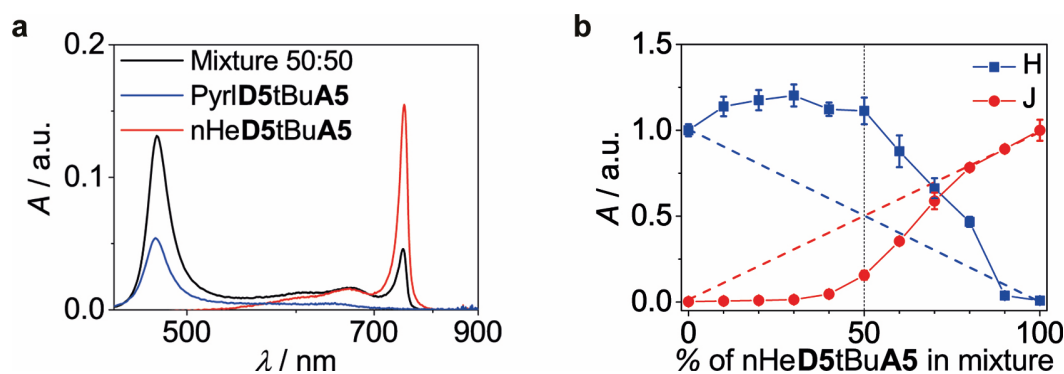 a
0.2
0.1
0.0
A / a.u.
Mixture 50:50
PyrlD5tBuA5
nHeD5tBuA5
500
700
900
λ / nm
b
1.5
1.0
0.5
0.0
A / a.u.
H
J
0
50
100
% of nHeD5tBuA5 in mixture